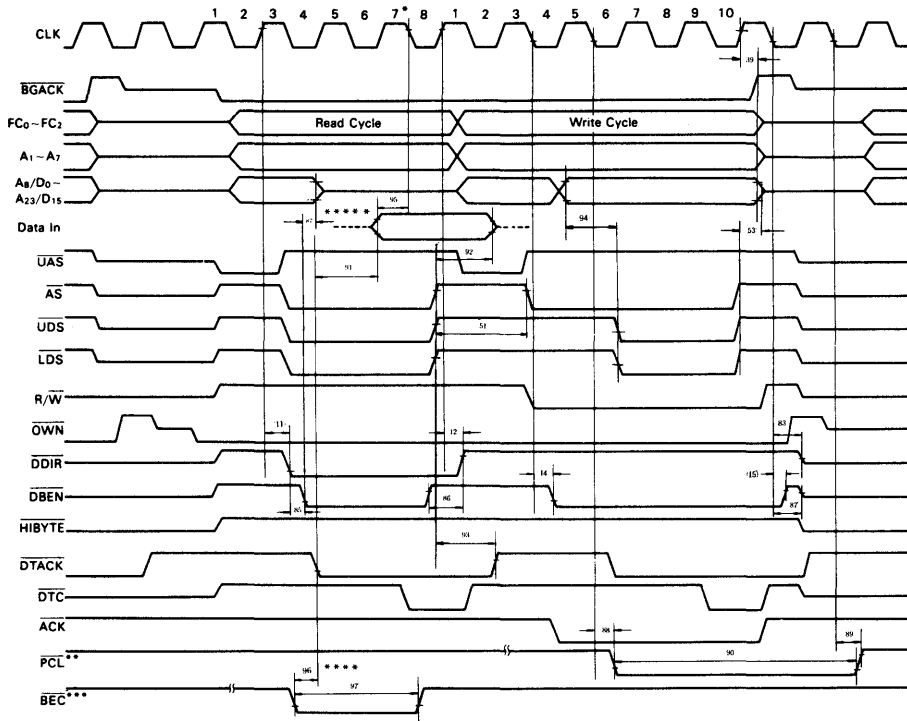 1 2 3 4 5 6 7* 8 1 2 3 4 5 6 7 8 9 10
CLK
39
BGACK
FC0~FC2 Read Cycle Write Cycle
A1~A7
A8/D0~
A23/D15
95
94
*****
Data In
53
92
UAS
91
AS
51
UDS
LDS
R/W
OWN
11 12 83
DDIR
14 (15)
DBEN
85 86 87
HIBYTE
93
DTACK
DTC
ACK
88 89
PCL**
90
****
96 97
BEC***